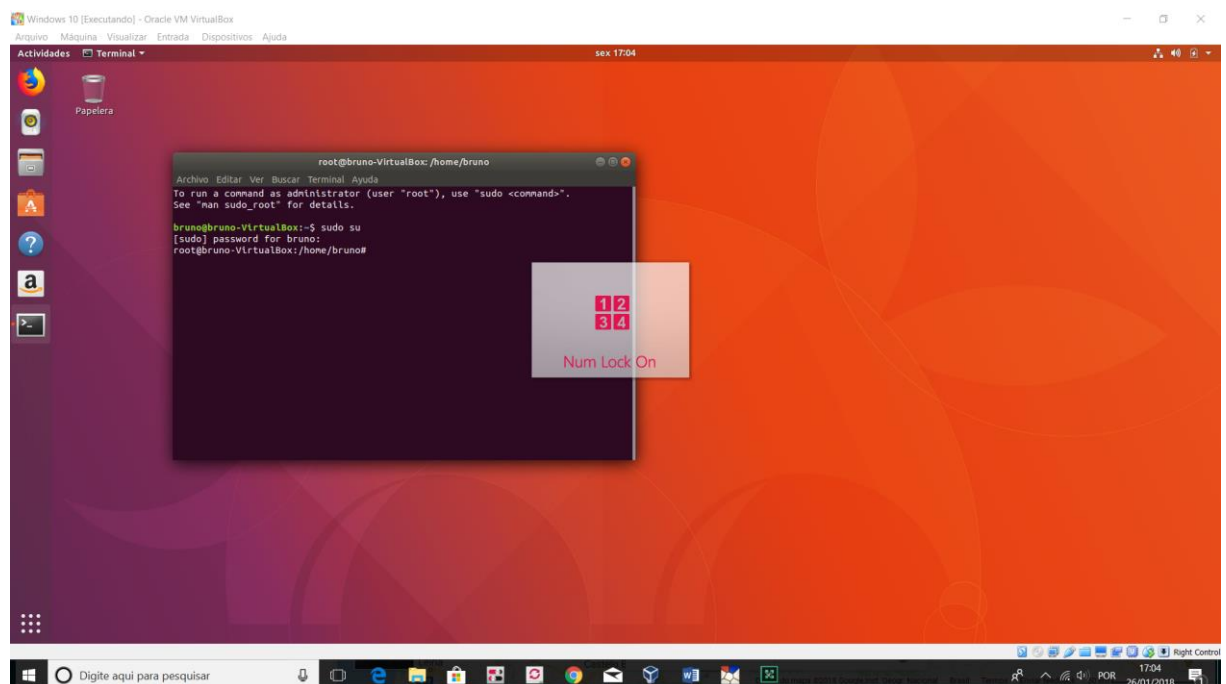 Windows 10 [Executando] - Oracle VM VirtualBox
Arquivo Máquina Visualizar Entrada Dispositivos Ajuda
Actividades Terminal
sex 17:04
Papelera
root@bruno-VirtualBox: /home/bruno
Archivo Editar Ver Buscar Terminal Ayuda
To run a command as administrator (user "root"), use "sudo <command>".
See "man sudo_root" for details.
bruno@bruno-VirtualBox:~$ sudo su
[sudo] password for bruno:
root@bruno-VirtualBox:/home/bruno#
1 2
3 4
Num Lock On
Right Control
Digite aqui para pesquisar
POR
17:04
26/01/2018